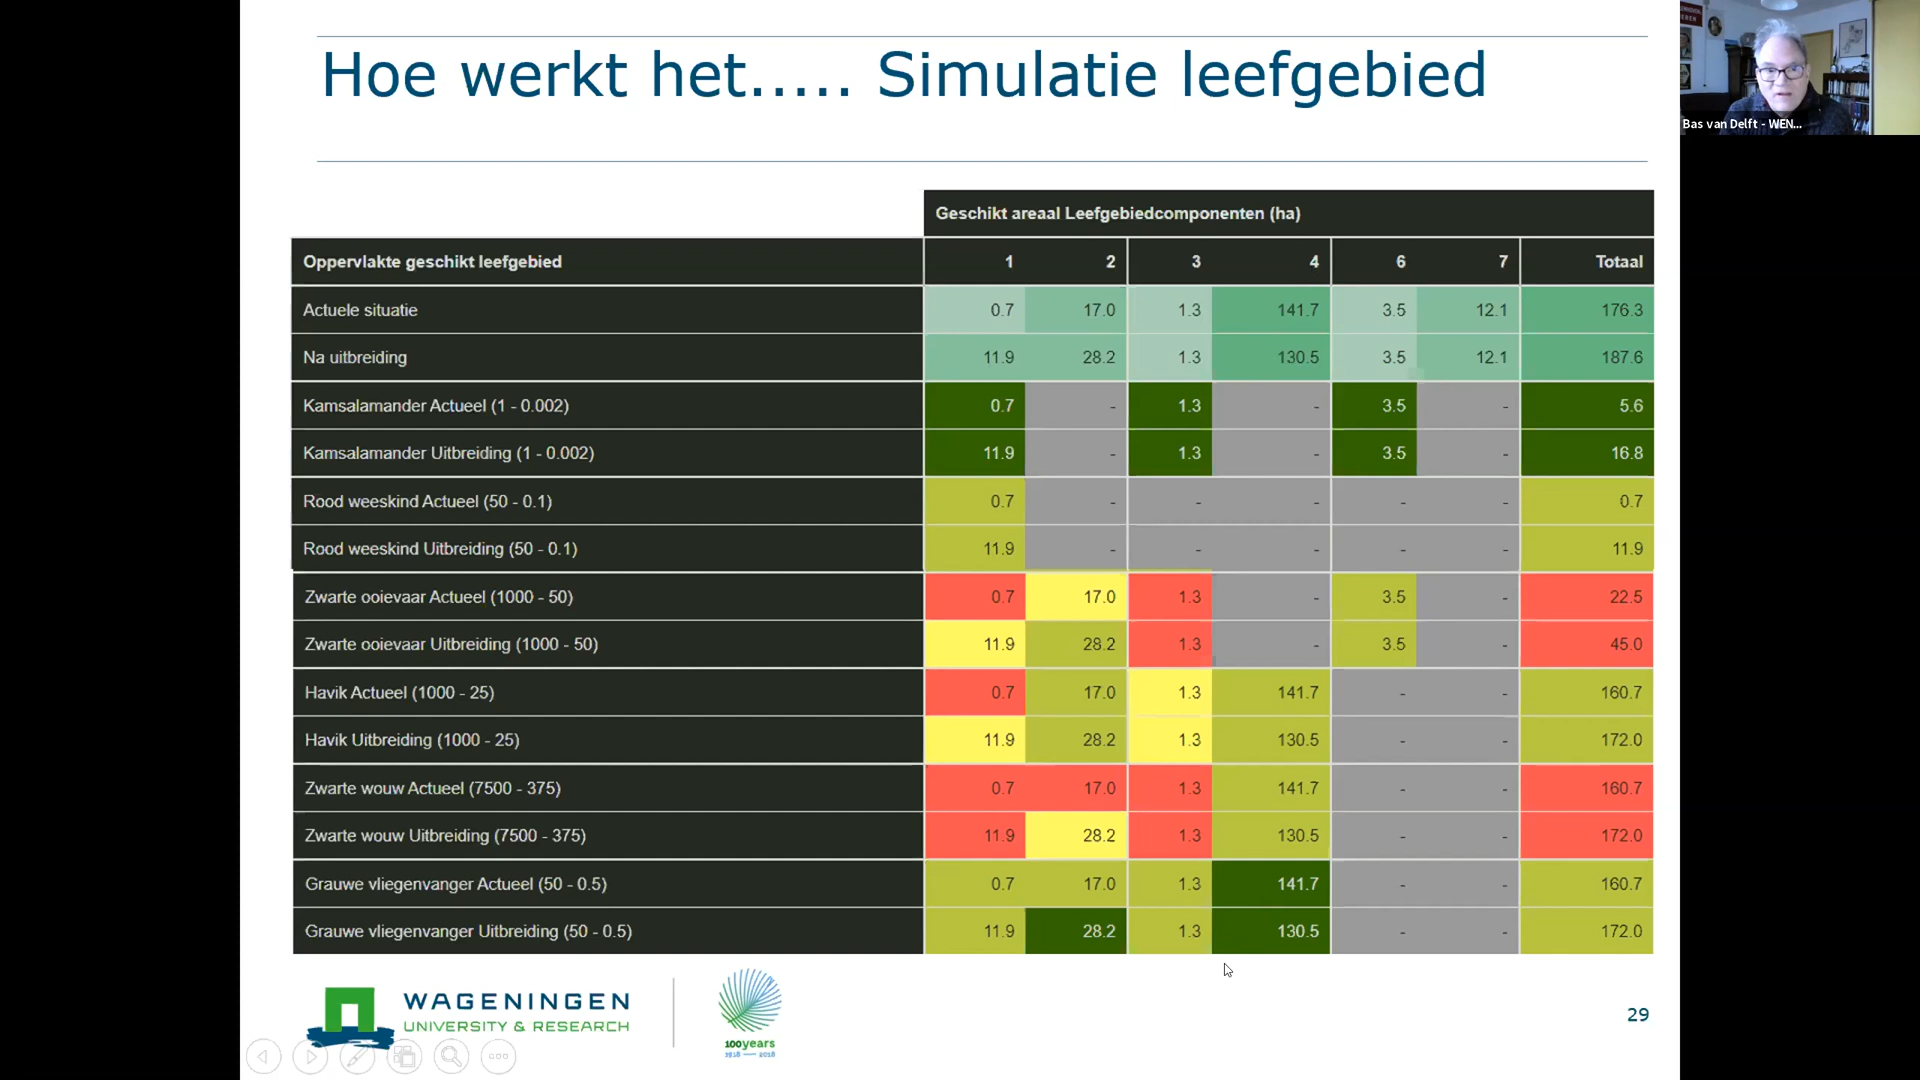 Hoe werkt het..... Simulatie leefgebied
Bas van Delft - WEN...
Geschikt areaal Leefgebiedcomponenten (ha)
Oppervlakte geschikt leefgebied 1 2 3 4 6 7 Totaal
Actuele situatie 0.7 17.0 1.3 141.7 3.5 12.1 176.3
Na uitbreiding 11.9 28.2 1.3 130.5 3.5 12.1 187.6
Kamsalamander Actueel (1 - 0.002) 0.7 - 1.3 - 3.5 - 5.6
Kamsalamander Uitbreiding (1 - 0.002) 11.9 - 1.3 - 3.5 - 16.8
Rood weeskind Actueel (50 - 0.1) 0.7 - - - - - 0.7
Rood weeskind Uitbreiding (50 - 0.1) 11.9 - - - - - 11.9
Zwarte ooievaar Actueel (1000 - 50) 0.7 17.0 1.3 - 3.5 - 22.5
Zwarte ooievaar Uitbreiding (1000 - 50) 11.9 28.2 1.3 - 3.5 - 45.0
Havik Actueel (1000 - 25) 0.7 17.0 1.3 141.7 - - 160.7
Havik Uitbreiding (1000 - 25) 11.9 28.2 1.3 130.5 - - 172.0
Zwarte wouw Actueel (7500 - 375) 0.7 17.0 1.3 141.7 - - 160.7
Zwarte wouw Uitbreiding (7500 - 375) 11.9 28.2 1.3 130.5 - - 172.0
Grauwe vliegenvanger Actueel (50 - 0.5) 0.7 17.0 1.3 141.7 - - 160.7
Grauwe vliegenvanger Uitbreiding (50 - 0.5) 11.9 28.2 1.3 130.5 - - 172.0
WAGENINGEN
UNIVERSITY & RESEARCH
100years
1918 — 2018
29